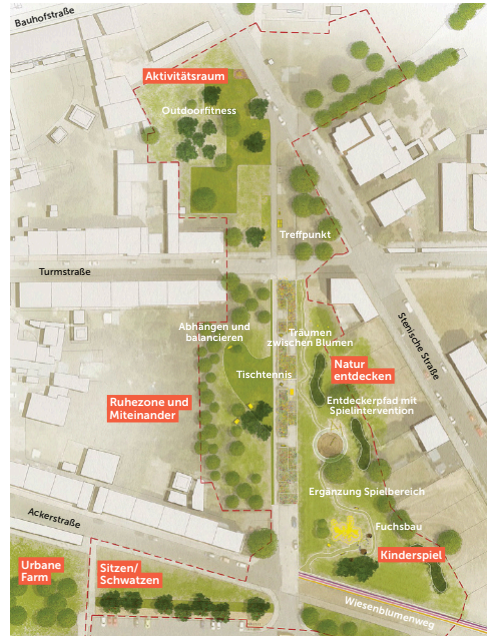 Bauhofstraße
Aktivitätsraum
Outdoorfitness
Treffpunkt
Turmstraße
Abhängen und
balancieren
Träumen
zwischen Blumen
Stenische Straße
Natur
entdecken
Tischtennis
Ruhezone und
Miteinander
Entdeckerpfad mit
Spielintervention
Ergänzung Spielbereich
Ackerstraße
Fuchsbau
Kinderspiel
Urbane
Farm
Sitzen/
Schwatzen
Wiesenblumenweg